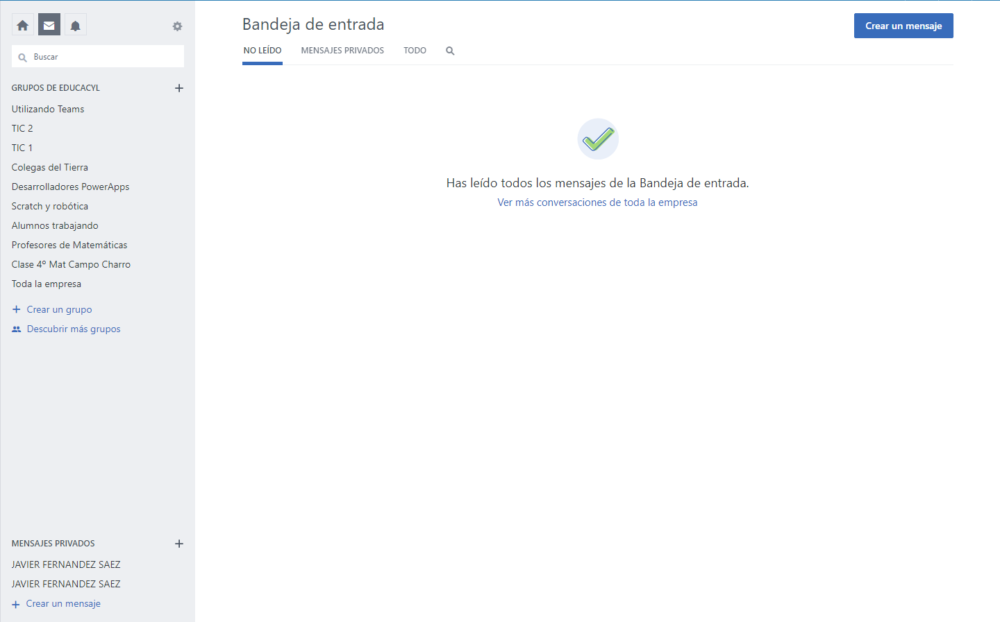 Buscar
GRUPOS DE EDUCACYL
Utilizando Teams
TIC 2
TIC 1
Colegas del Tierra
Desarrolladores PowerApps
Scratch y robótica
Alumnos trabajando
Profesores de Matemáticas
Clase 4º Mat Campo Charro
Toda la empresa
Crear un grupo
Descubrir más grupos
MENSAJES PRIVADOS
JAVIER FERNANDEZ SAEZ
JAVIER FERNANDEZ SAEZ
Crear un mensaje
Bandeja de entrada
Crear un mensaje
NO LEÍDO MENSAJES PRIVADOS TODO
Has leído todos los mensajes de la Bandeja de entrada.
Ver más conversaciones de toda la empresa